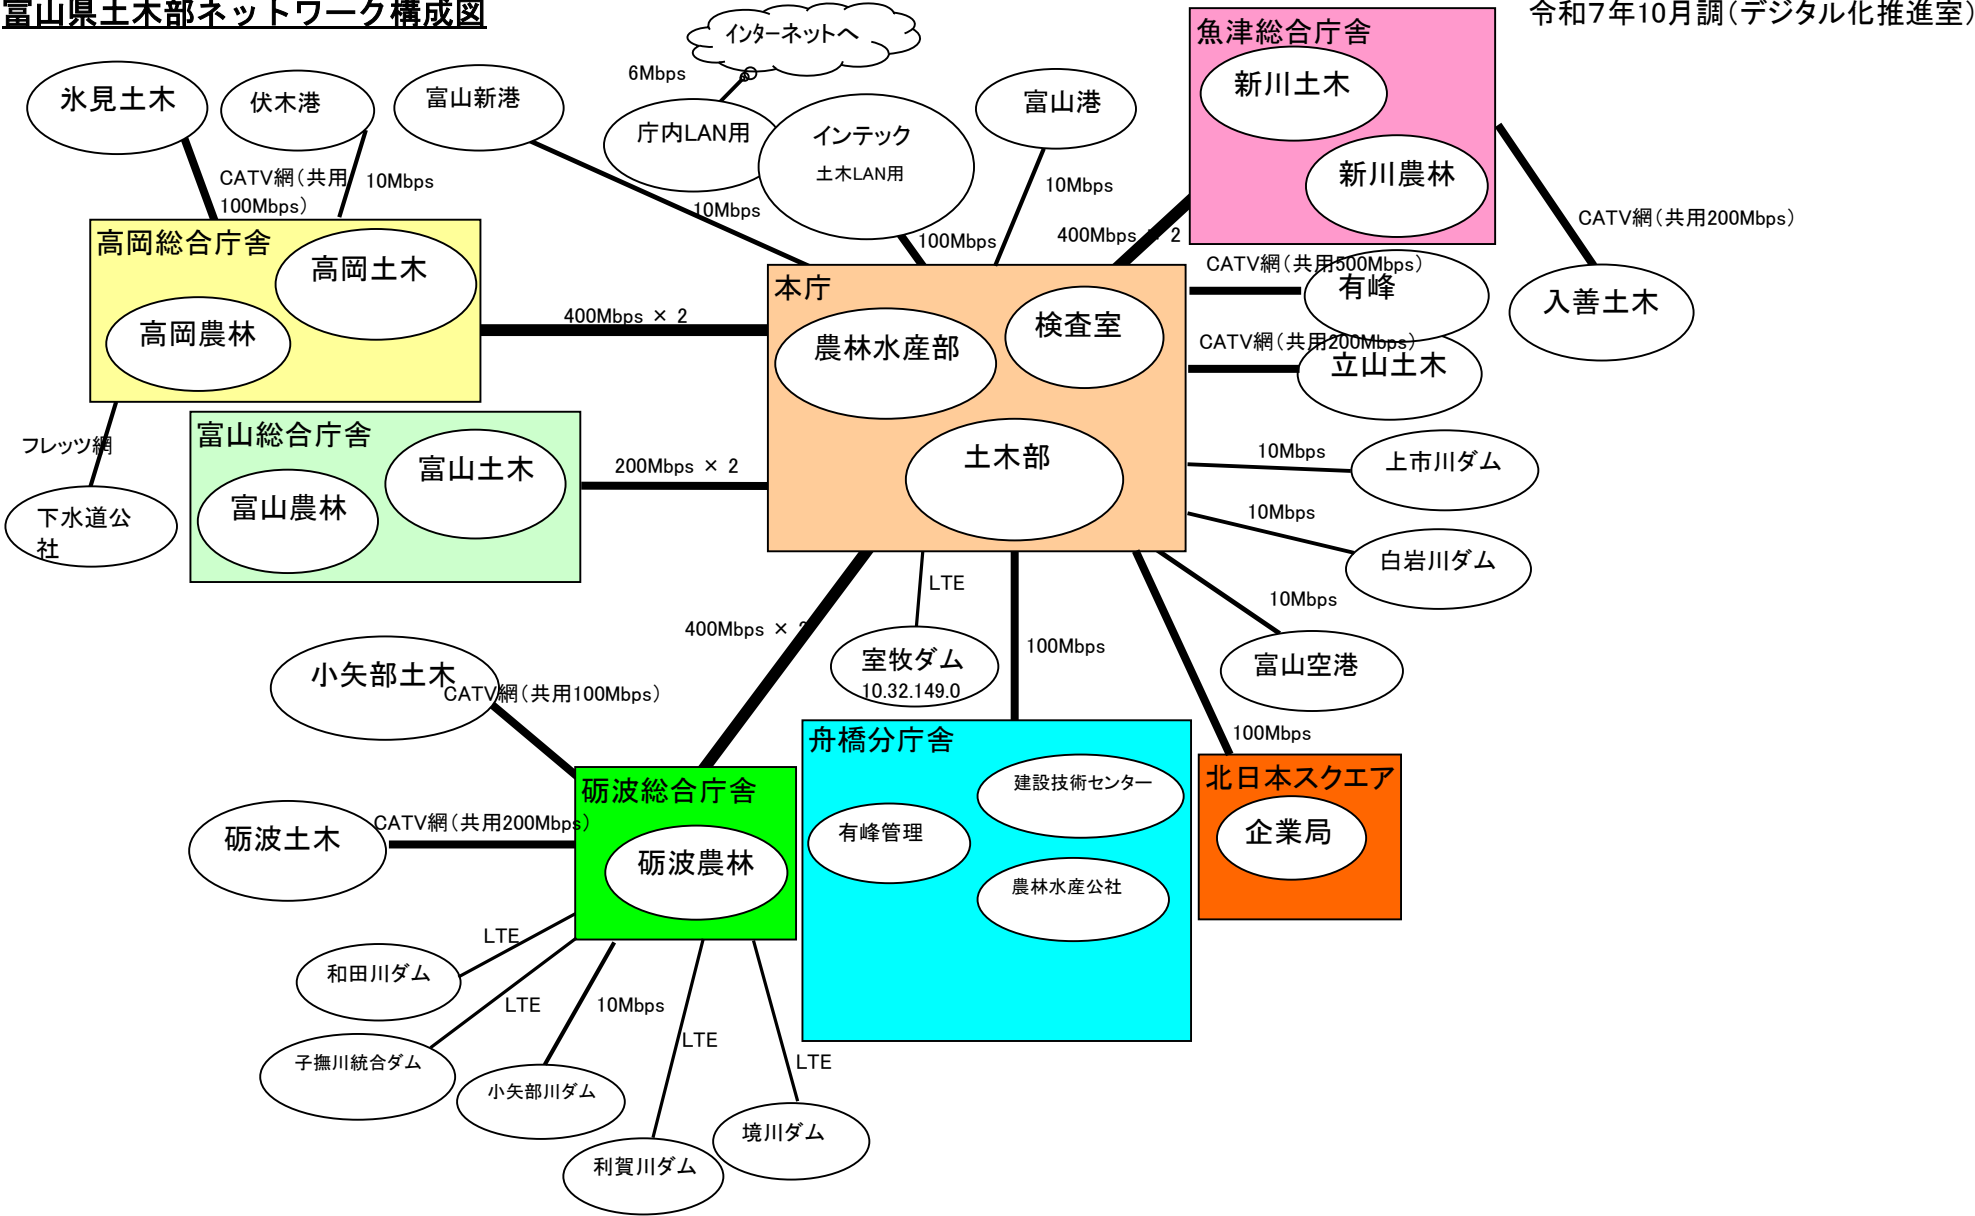 富山県土木部ネットワーク構成図
令和7年10月調(デジタル化推進室)
インターネットへ
6Mbps
庁内LAN用
インテック
土木LAN用
100Mbps
氷見土木
CATV網(共用
100Mbps)
伏木港
10Mbps
富山新港
10Mbps
富山港
10Mbps
魚津総合庁舎
新川土木
新川農林
400Mbps × 2
CATV網(共用200Mbps)
入善土木
高岡総合庁舎
高岡土木
高岡農林
400Mbps × 2
フレッツ網
下水道公
社
富山総合庁舎
富山土木
富山農林
200Mbps × 2
本庁
農林水産部
検査室
土木部
CATV網(共用500Mbps)
有峰
CATV網(共用200Mbps)
立山土木
10Mbps
上市川ダム
10Mbps
白岩川ダム
10Mbps
富山空港
LTE
室牧ダム
10.32.149.0
100Mbps
100Mbps
400Mbps × 2
小矢部土木
CATV網(共用100Mbps)
砺波土木
CATV網(共用200Mbps)
砺波総合庁舎
砺波農林
舟橋分庁舎
建設技術センター
有峰管理
農林水産公社
北日本スクエア
企業局
LTE
和田川ダム
LTE
子撫川統合ダム
10Mbps
小矢部川ダム
LTE
利賀川ダム
LTE
境川ダム